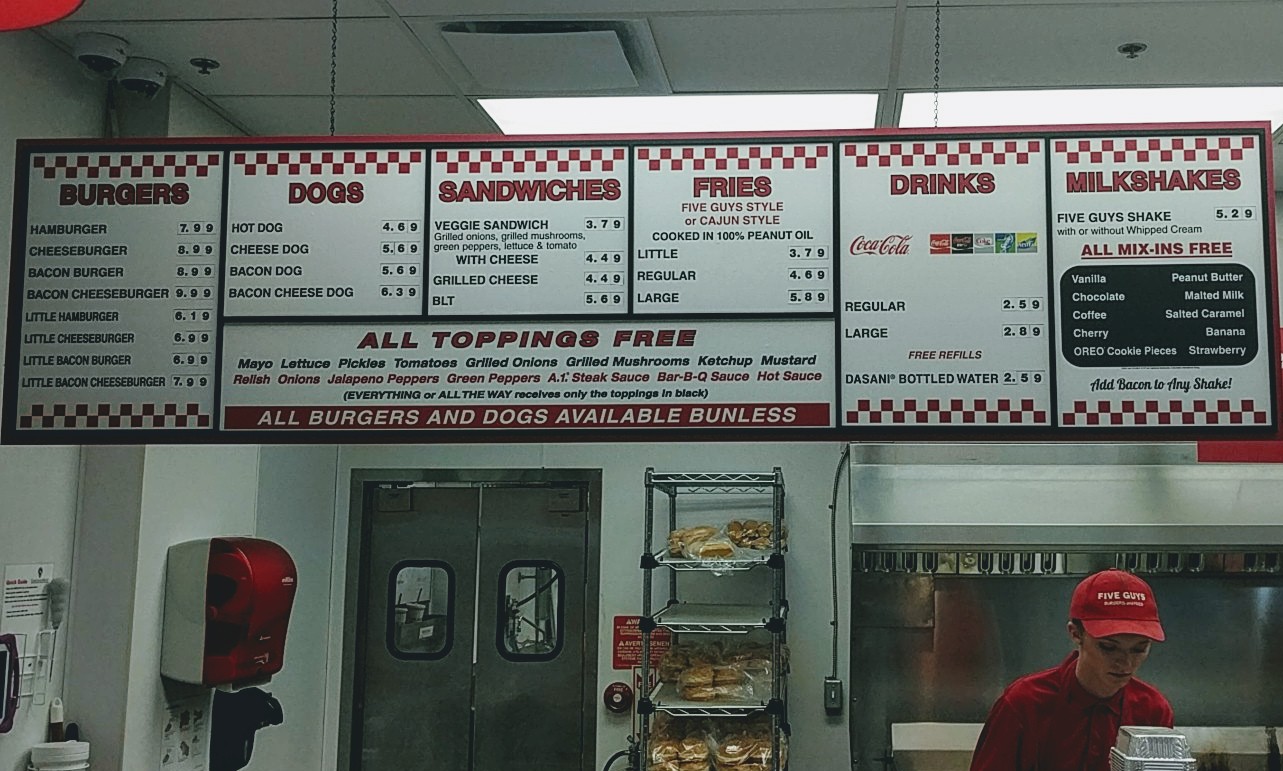 BURGERS
HAMBURGER 7.99
CHEESEBURGER 8.99
BACON BURGER 8.99
BACON CHEESEBURGER 9.99
LITTLE HAMBURGER 6.19
LITTLE CHEESEBURGER 6.99
LITTLE BACON BURGER 6.99
LITTLE BACON CHEESEBURGER 7.99
DOGS
HOT DOG 4.69
CHEESE DOG 5.69
BACON DOG 5.69
BACON CHEESE DOG 6.39
SANDWICHES
VEGGIE SANDWICH 3.79
Grilled onions, grilled mushrooms,
green peppers, lettuce & tomato
WITH CHEESE 4.49
GRILLED CHEESE 4.49
BLT 5.69
FRIES
FIVE GUYS STYLE
or CAJUN STYLE
COOKED IN 100% PEANUT OIL
LITTLE 3.79
REGULAR 4.69
LARGE 5.89
ALL TOPPINGS FREE
Mayo Lettuce Pickles Tomatoes Grilled Onions Grilled Mushrooms Ketchup Mustard
Relish Onions Jalapeno Peppers Green Peppers A.1. Steak Sauce Bar-B-Q Sauce Hot Sauce
(EVERYTHING or ALL THE WAY receives only the toppings in black)
ALL BURGERS AND DOGS AVAILABLE BUNLESS
DRINKS
Coca-Cola
REGULAR 2.59
LARGE 2.89
FREE REFILLS
DASANI® BOTTLED WATER 2.59
MILKSHAKES
FIVE GUYS SHAKE 5.29
with or without Whipped Cream
ALL MIX-INS FREE
Vanilla Peanut Butter
Chocolate Malted Milk
Coffee Salted Caramel
Cherry Banana
OREO Cookie Pieces Strawberry
Add Bacon to Any Shake!
FIVE GUYS